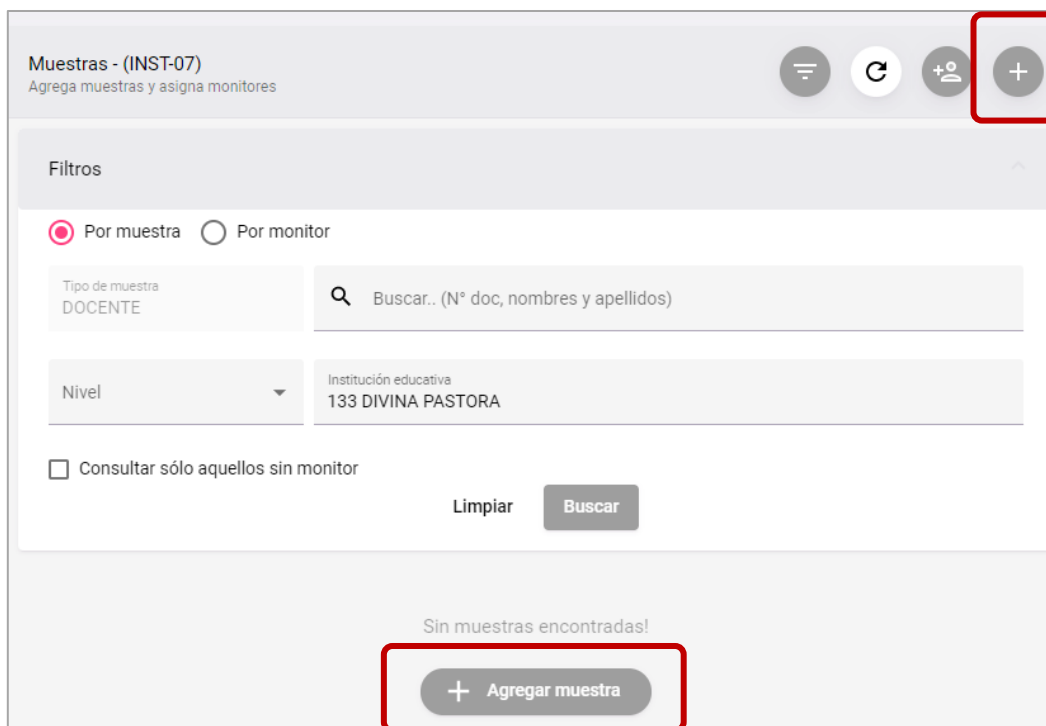 Muestras - (INST-07)
Agrega muestras y asigna monitores
Filtros
Por muestra Por monitor
Tipo de muestra
DOCENTE
Buscar.. (N° doc, nombres y apellidos)
Nivel
Institución educativa
133 DIVINA PASTORA
Consultar sólo aquellos sin monitor
Limpiar Buscar
Sin muestras encontradas!
+ Agregar muestra